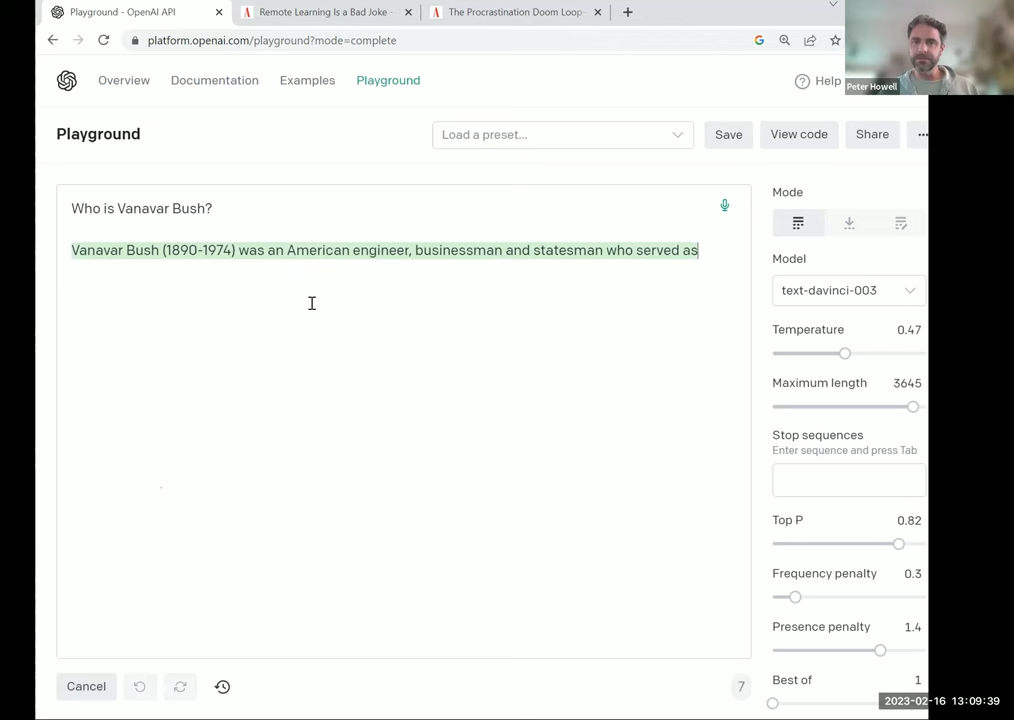 Playground - OpenAI API
Remote Learning Is a Bad Joke -
The Procrastination Doom Loop—
platform.openai.com/playground?mode=complete
Overview
Documentation
Examples
Playground
Help
Peter Howell
Playground
Load a preset...
Save
View code
Share
Who is Vanavar Bush?
Vanavar Bush (1890-1974) was an American engineer, businessman and statesman who served as
Mode
Model
text-davinci-003
Temperature 0.47
Maximum length 3645
Stop sequences
Enter sequence and press Tab
Top P 0.82
Frequency penalty 0.3
Presence penalty 1.4
Best of 1
Cancel
7
2023-02-16 13:09:39